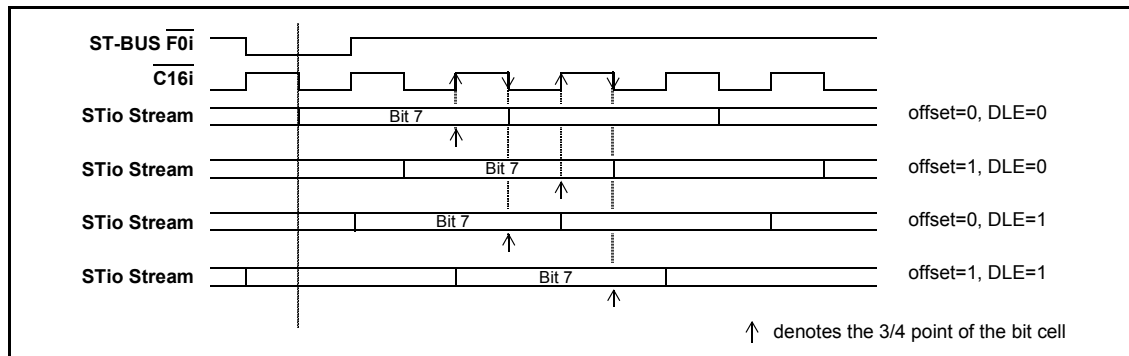 ST-BUS F0i
C16i
STio Stream Bit 7 offset=0, DLE=0
STio Stream Bit 7 offset=1, DLE=0
STio Stream Bit 7 offset=0, DLE=1
STio Stream Bit 7 offset=1, DLE=1
denotes the 3/4 point of the bit cell